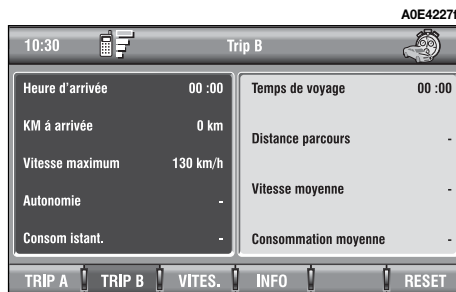 A0E4227f
10:30 Trip B
Heure d'arrivée 00 :00
KM á arrivée 0 km
Vitesse maximum 130 km/h
Autonomie -
Consom istant. -
Temps de voyage 00 :00
Distance parcours -
Vitesse moyenne -
Consommation moyenne -
TRIP A TRIP B VITES. INFO RESET